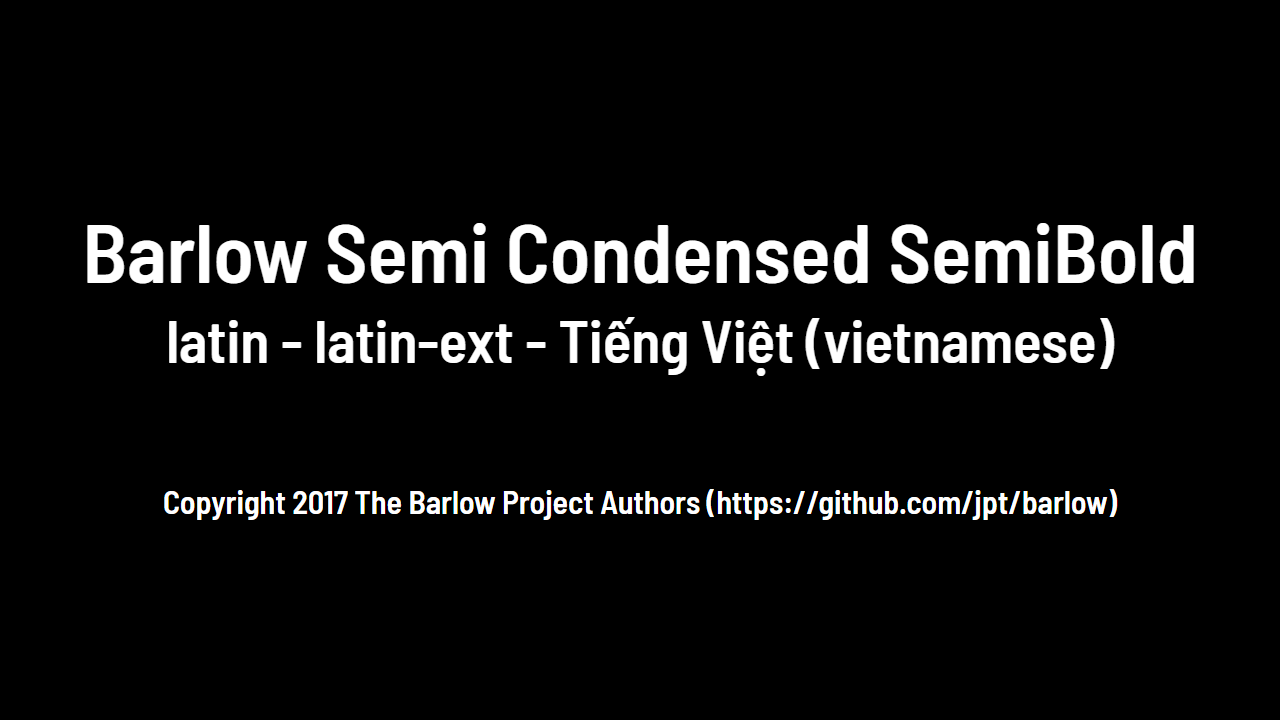 Barlow Semi Condensed SemiBold
latin - latin-ext - Tiếng Việt (vietnamese)
Copyright 2017 The Barlow Project Authors (https://github.com/jpt/barlow)